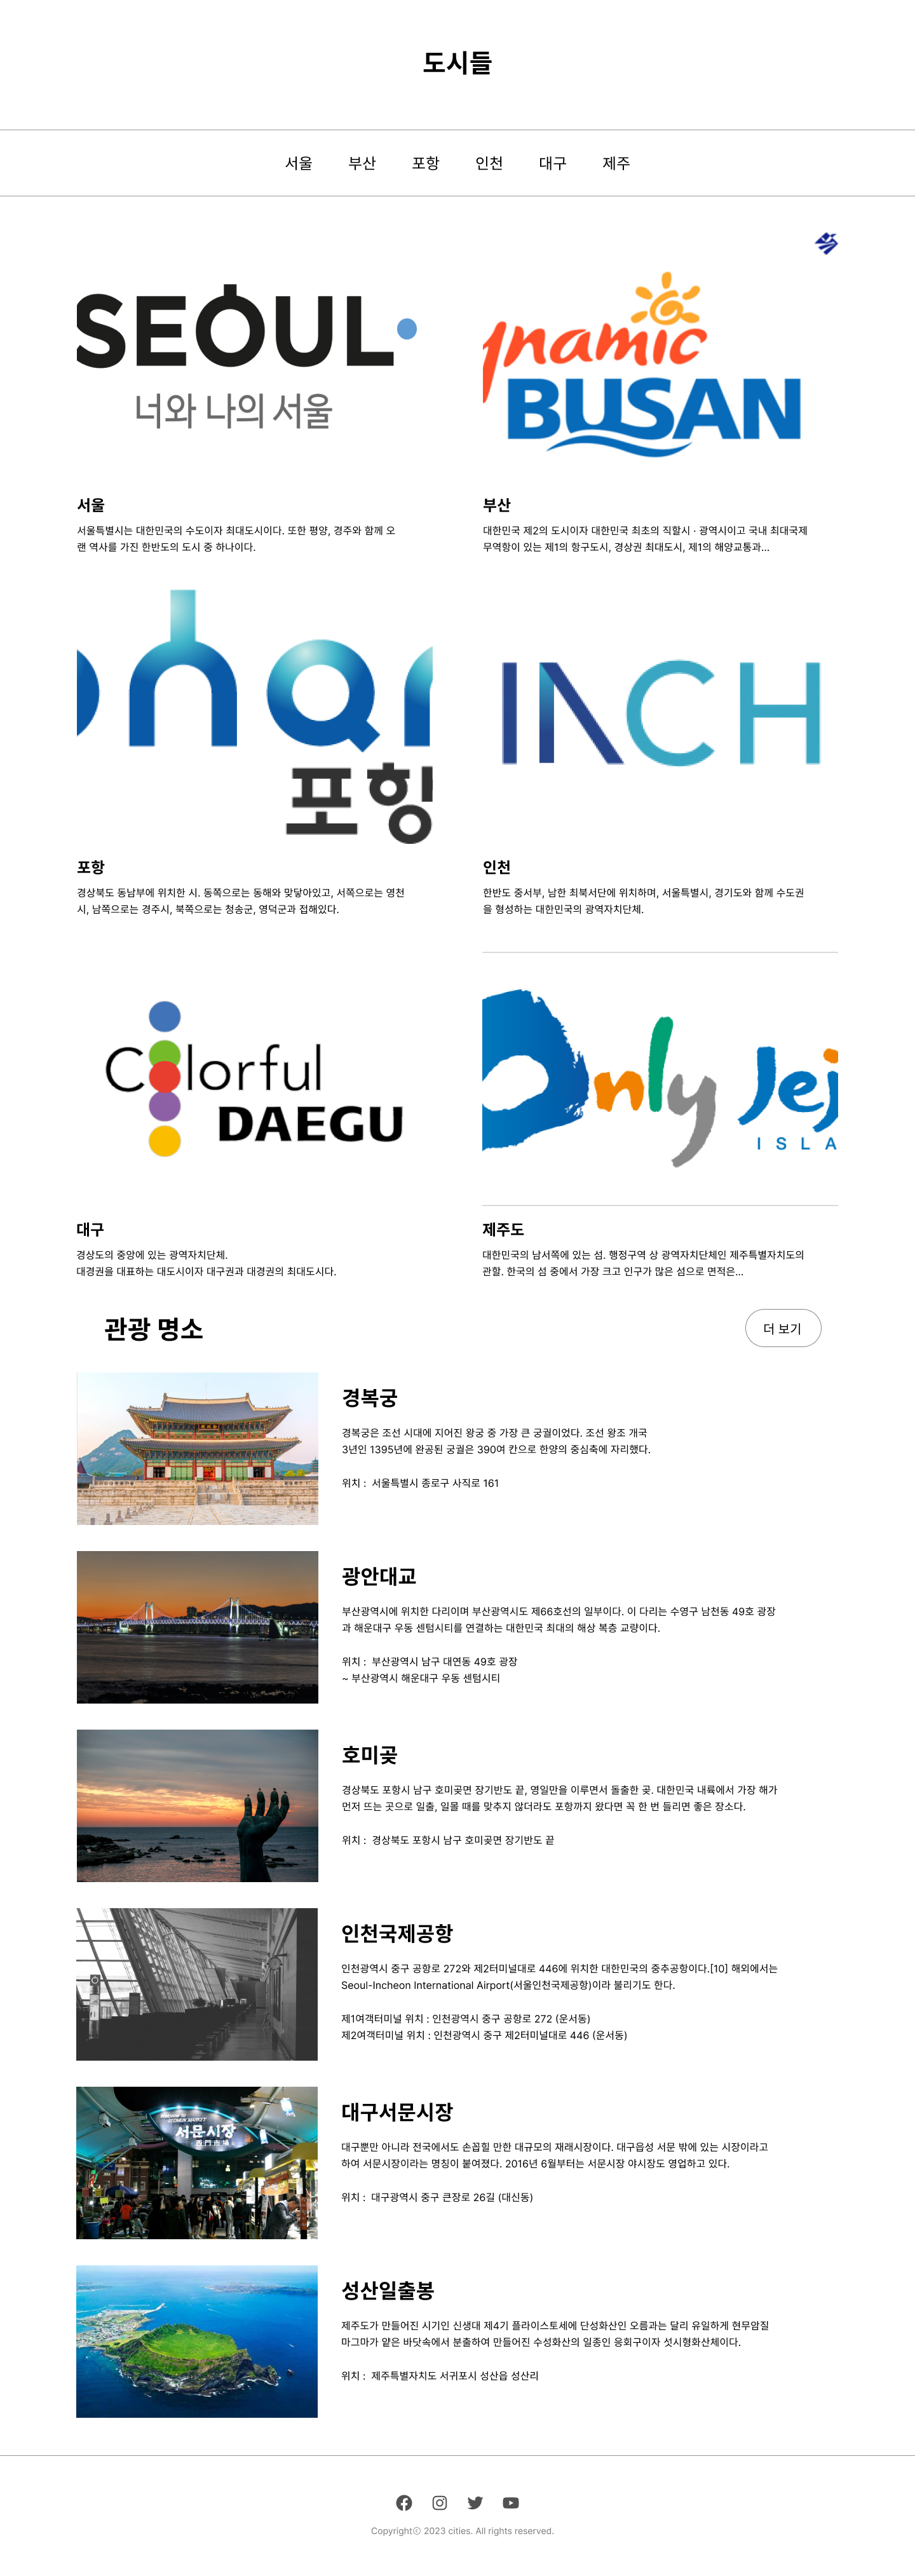 도시들
서울 부산 포항 인천 대구 제주
SEOUL
너와 나의 서울
ynamic
BUSAN
서울
서울특별시는 대한민국의 수도이자 최대도시이다. 또한 평양, 경주와 함께 오
랜 역사를 가진 한반도의 도시 중 하나이다.
부산
대한민국 제2의 도시이자 대한민국 최초의 직할시 · 광역시이고 국내 최대국제
무역항이 있는 제1의 항구도시, 경상권 최대도시, 제1의 해양교통과...
ohan
포항
INCH
포항
경상북도 동남부에 위치한 시. 동쪽으로는 동해와 맞닿아있고, 서쪽으로는 영천
시, 남쪽으로는 경주시, 북쪽으로는 청송군, 영덕군과 접해있다.
인천
한반도 중서부, 남한 최북서단에 위치하며, 서울특별시, 경기도와 함께 수도권
을 형성하는 대한민국의 광역자치단체.
Colorful
DAEGU
Only Jej
ISLA
대구
경상도의 중앙에 있는 광역자치단체.
대경권을 대표하는 대도시이자 대구권과 대경권의 최대도시다.
제주도
대한민국의 남서쪽에 있는 섬. 행정구역 상 광역자치단체인 제주특별자치도의
관할. 한국의 섬 중에서 가장 크고 인구가 많은 섬으로 면적은...
관광 명소
더 보기
경복궁
경복궁은 조선 시대에 지어진 왕궁 중 가장 큰 궁궐이었다. 조선 왕조 개국
3년인 1395년에 완공된 궁궐은 390여 칸으로 한양의 중심축에 자리했다.
위치 : 서울특별시 종로구 사직로 161
광안대교
부산광역시에 위치한 다리이며 부산광역시도 제66호선의 일부이다. 이 다리는 수영구 남천동 49호 광장
과 해운대구 우동 센텀시티를 연결하는 대한민국 최대의 해상 복층 교량이다.
위치 : 부산광역시 남구 대연동 49호 광장
~ 부산광역시 해운대구 우동 센텀시티
호미곶
경상북도 포항시 남구 호미곶면 장기반도 끝, 영일만을 이루면서 돌출한 곶. 대한민국 내륙에서 가장 해가
먼저 뜨는 곳으로 일출, 일몰 때를 맞추지 않더라도 포항까지 왔다면 꼭 한 번 들리면 좋은 장소다.
위치 : 경상북도 포항시 남구 호미곶면 장기반도 끝
인천국제공항
인천광역시 중구 공항로 272와 제2터미널대로 446에 위치한 대한민국의 중추공항이다.[10] 해외에서는
Seoul-Incheon International Airport(서울인천국제공항)이라 불리기도 한다.
제1여객터미널 위치 : 인천광역시 중구 공항로 272 (운서동)
제2여객터미널 위치 : 인천광역시 중구 제2터미널대로 446 (운서동)
서문시장
西門市場
대구서문시장
대구뿐만 아니라 전국에서도 손꼽힐 만한 대규모의 재래시장이다. 대구읍성 서문 밖에 있는 시장이라고
하여 서문시장이라는 명칭이 붙여졌다. 2016년 6월부터는 서문시장 야시장도 영업하고 있다.
위치 : 대구광역시 중구 큰장로 26길 (대신동)
성산일출봉
제주도가 만들어진 시기인 신생대 제4기 플라이스토세에 단성화산인 오름과는 달리 유일하게 현무암질
마그마가 얕은 바닷속에서 분출하여 만들어진 수성화산의 일종인 응회구이자 섯시형화산체이다.
위치 : 제주특별자치도 서귀포시 성산읍 성산리
Copyrightⓒ 2023 cities. All rights reserved.